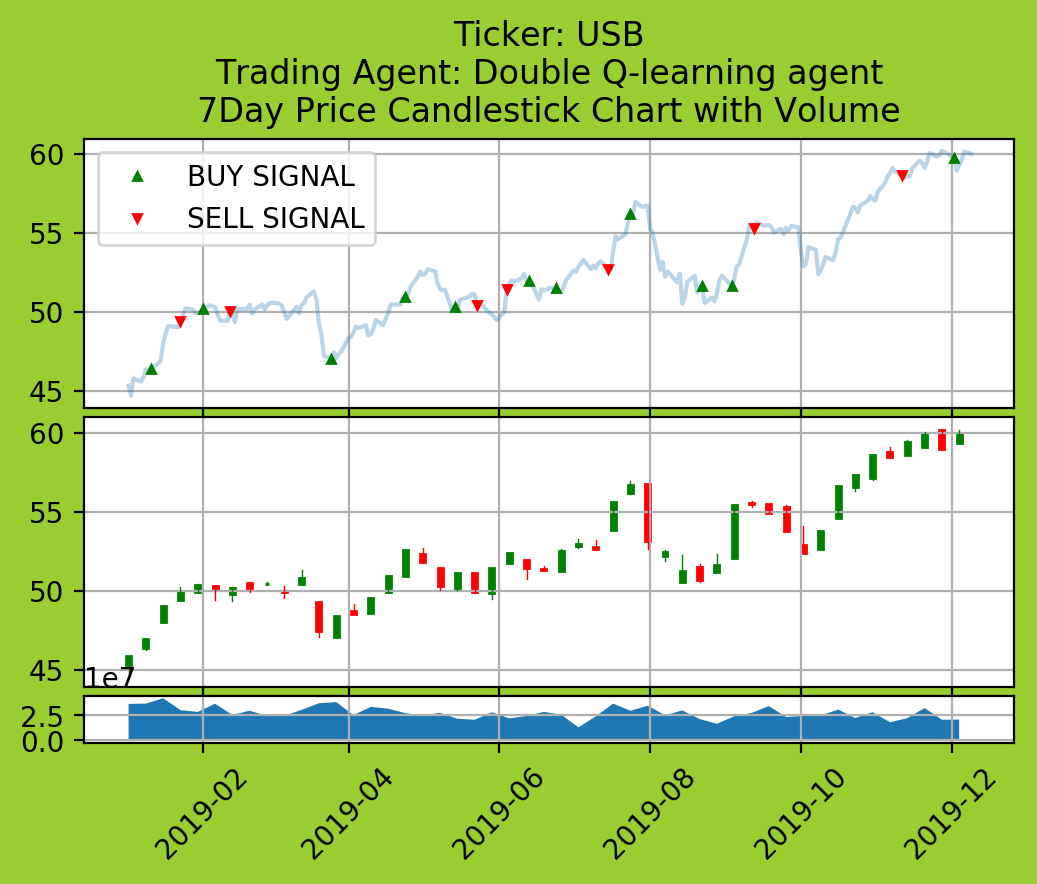 Ticker: USB
Trading Agent: Double Q-learning agent
7Day Price Candlestick Chart with Volume
60
55
50
45
BUY SIGNAL
SELL SIGNAL
60
55
50
45
1e7
2.5
0.0
2019-02
2019-04
2019-06
2019-08
2019-10
2019-12